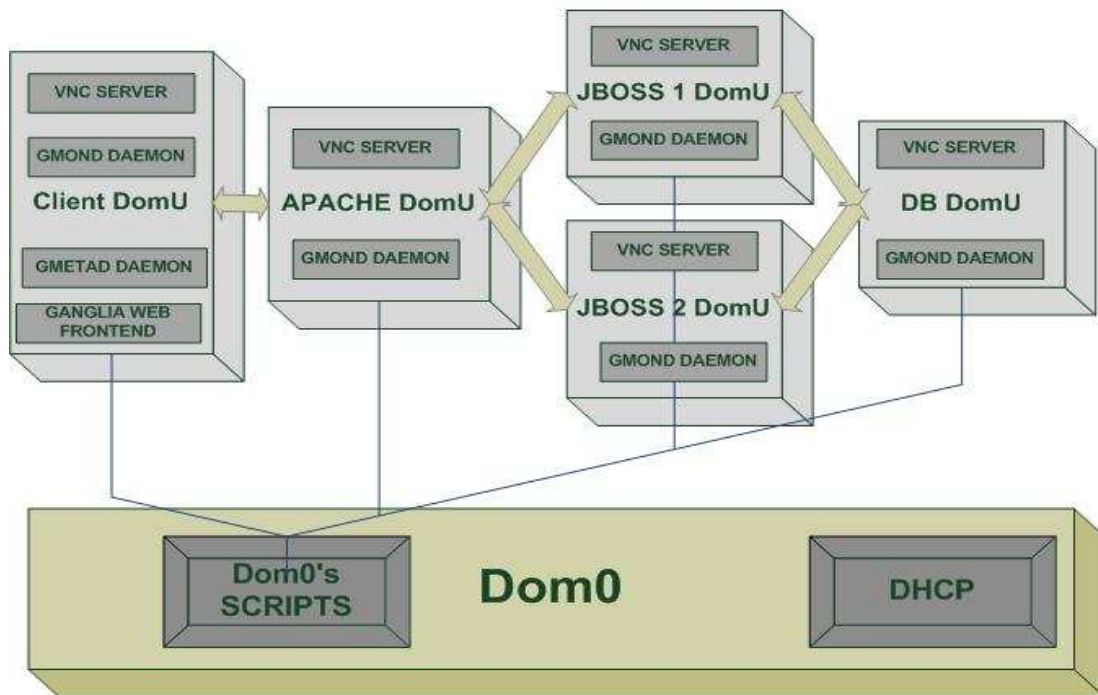 VNC SERVER
GMOND DAEMON
Client DomU
GMETAD DAEMON
GANGLIA WEB
FRONTEND
VNC SERVER
APACHE DomU
GMOND DAEMON
VNC SERVER
JBOSS 1 DomU
GMOND DAEMON
VNC SERVER
JBOSS 2 DomU
GMOND DAEMON
VNC SERVER
DB DomU
GMOND DAEMON
Dom0's
SCRIPTS
Dom0
DHCP